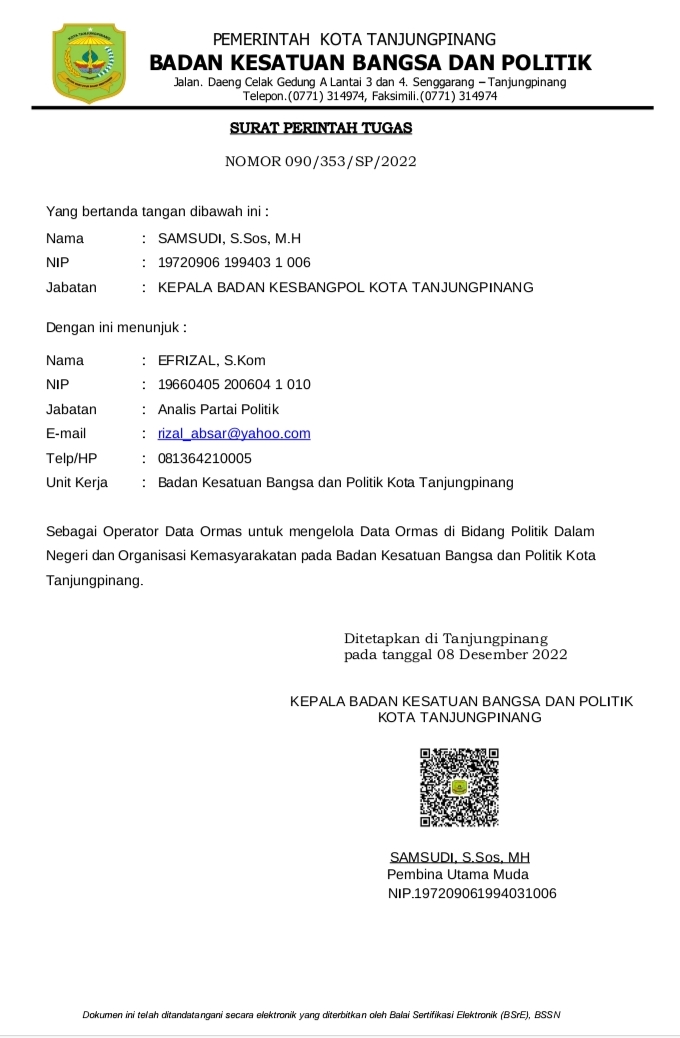 KOTA TANJUNGPINANG
PEMERINTAH KOTA TANJUNGPINANG
BADAN KESATUAN BANGSA DAN POLITIK
Jalan. Daeng Celak Gedung A Lantai 3 dan 4. Senggarang – Tanjungpinang
Telepon.(0771) 314974, Faksimili.(0771) 314974
SURAT PERINTAH TUGAS
NOMOR 090/353/SP/2022
Yang bertanda tangan dibawah ini :
Nama : SAMSUDI, S.Sos, M.H
NIP : 19720906 199403 1 006
Jabatan : KEPALA BADAN KESBANGPOL KOTA TANJUNGPINANG
Dengan ini menunjuk :
Nama : EFRIZAL, S.Kom
NIP : 19660405 200604 1 010
Jabatan : Analis Partai Politik
E-mail : rizal_absar@yahoo.com
Telp/HP : 081364210005
Unit Kerja : Badan Kesatuan Bangsa dan Politik Kota Tanjungpinang
Sebagai Operator Data Ormas untuk mengelola Data Ormas di Bidang Politik Dalam
Negeri dan Organisasi Kemasyarakatan pada Badan Kesatuan Bangsa dan Politik Kota
Tanjungpinang.
Ditetapkan di Tanjungpinang
pada tanggal 08 Desember 2022
KEPALA BADAN KESATUAN BANGSA DAN POLITIK
KOTA TANJUNGPINANG
SAMSUDI, S.Sos, MH
Pembina Utama Muda
NIP.197209061994031006
Dokumen ini telah ditandatangani secara elektronik yang diterbitkan oleh Balai Sertifikasi Elektronik (BSrE), BSSN